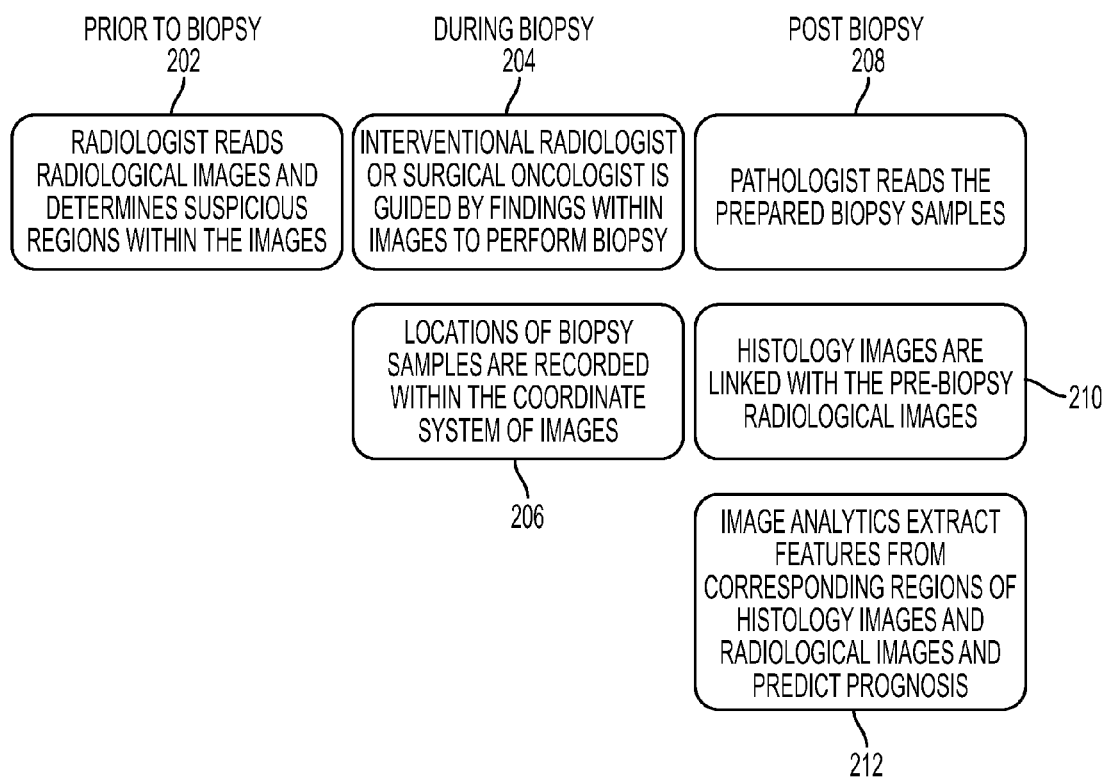 PRIOR TO BIOPSY
202
RADIOLOGIST READS
RADIOLOGICAL IMAGES AND
DETERMINES SUSPICIOUS
REGIONS WITHIN THE IMAGES
DURING BIOPSY
204
INTERVENTIONAL RADIOLOGIST
OR SURGICAL ONCOLOGIST IS
GUIDED BY FINDINGS WITHIN
IMAGES TO PERFORM BIOPSY
LOCATIONS OF BIOPSY
SAMPLES ARE RECORDED
WITHIN THE COORDINATE
SYSTEM OF IMAGES
206
POST BIOPSY
208
PATHOLOGIST READS THE
PREPARED BIOPSY SAMPLES
HISTOLOGY IMAGES ARE
LINKED WITH THE PRE-BIOPSY
RADIOLOGICAL IMAGES
210
IMAGE ANALYTICS EXTRACT
FEATURES FROM
CORRESPONDING REGIONS OF
HISTOLOGY IMAGES AND
RADIOLOGICAL IMAGES AND
PREDICT PROGNOSIS
212